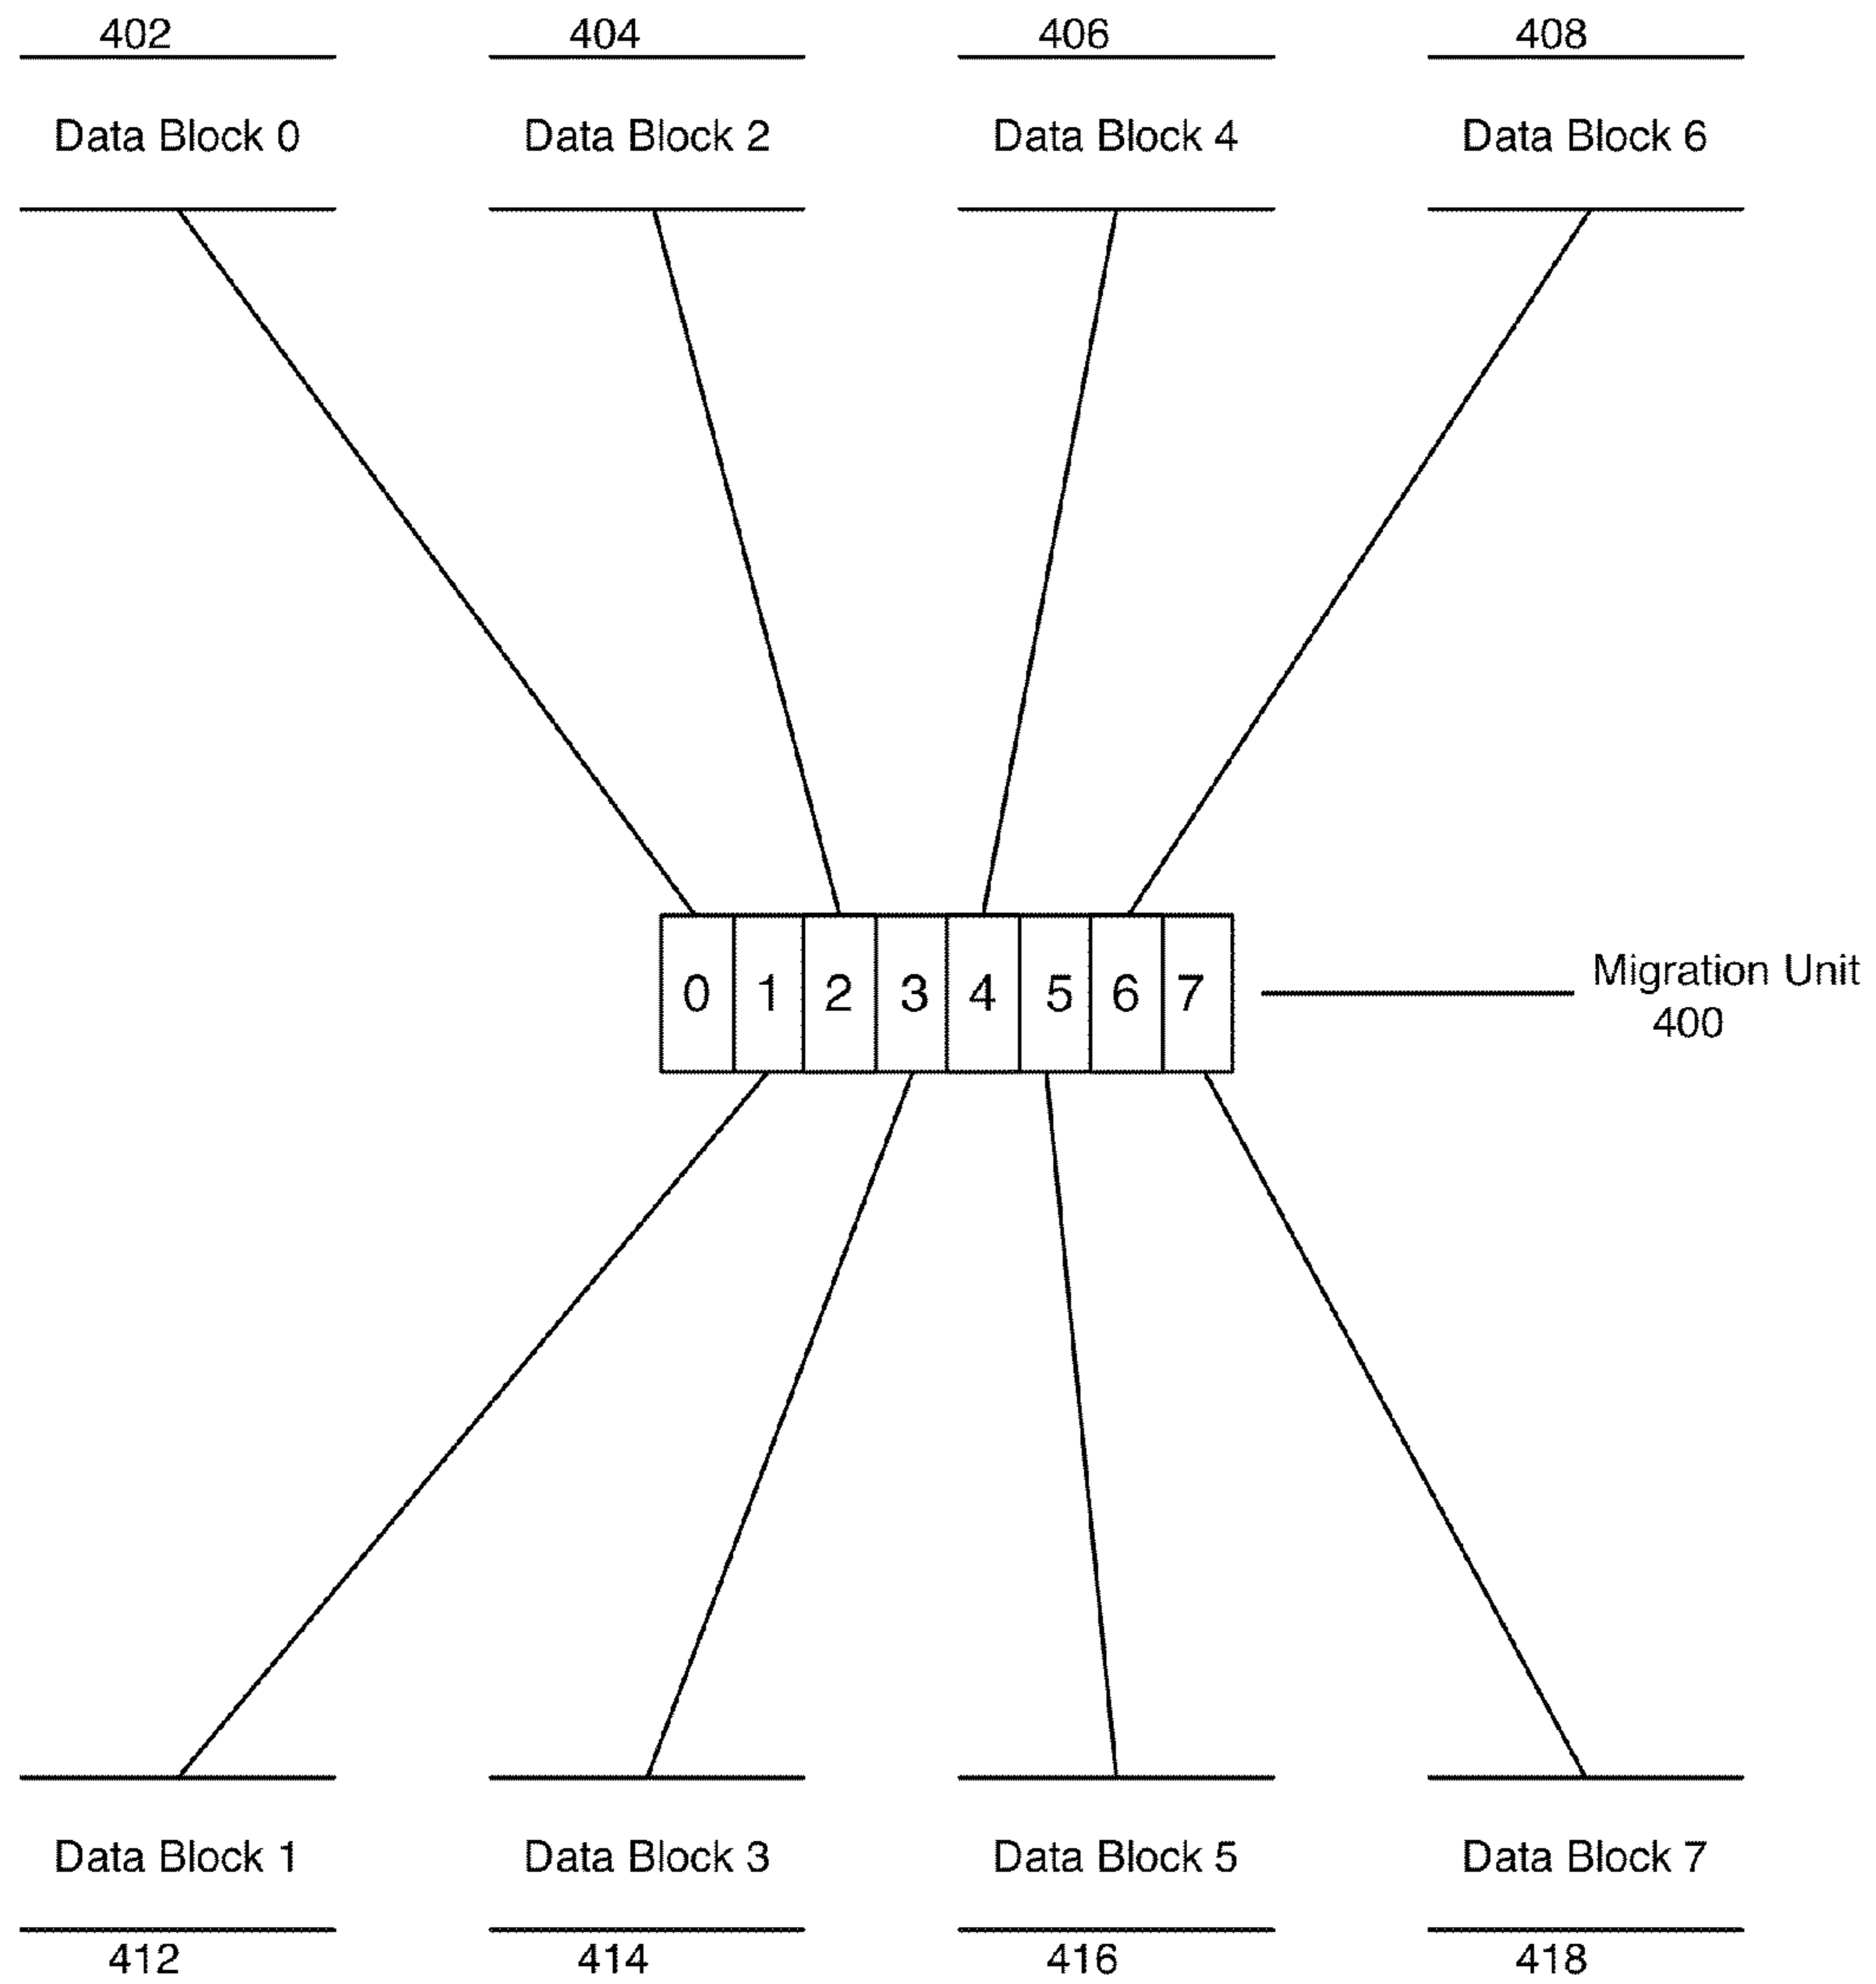 402 404 406 408
Data Block 0 Data Block 2 Data Block 4 Data Block 6
0 1 2 3 4 5 6 7
Migration Unit
400
Data Block 1 Data Block 3 Data Block 5 Data Block 7
412 414 416 418